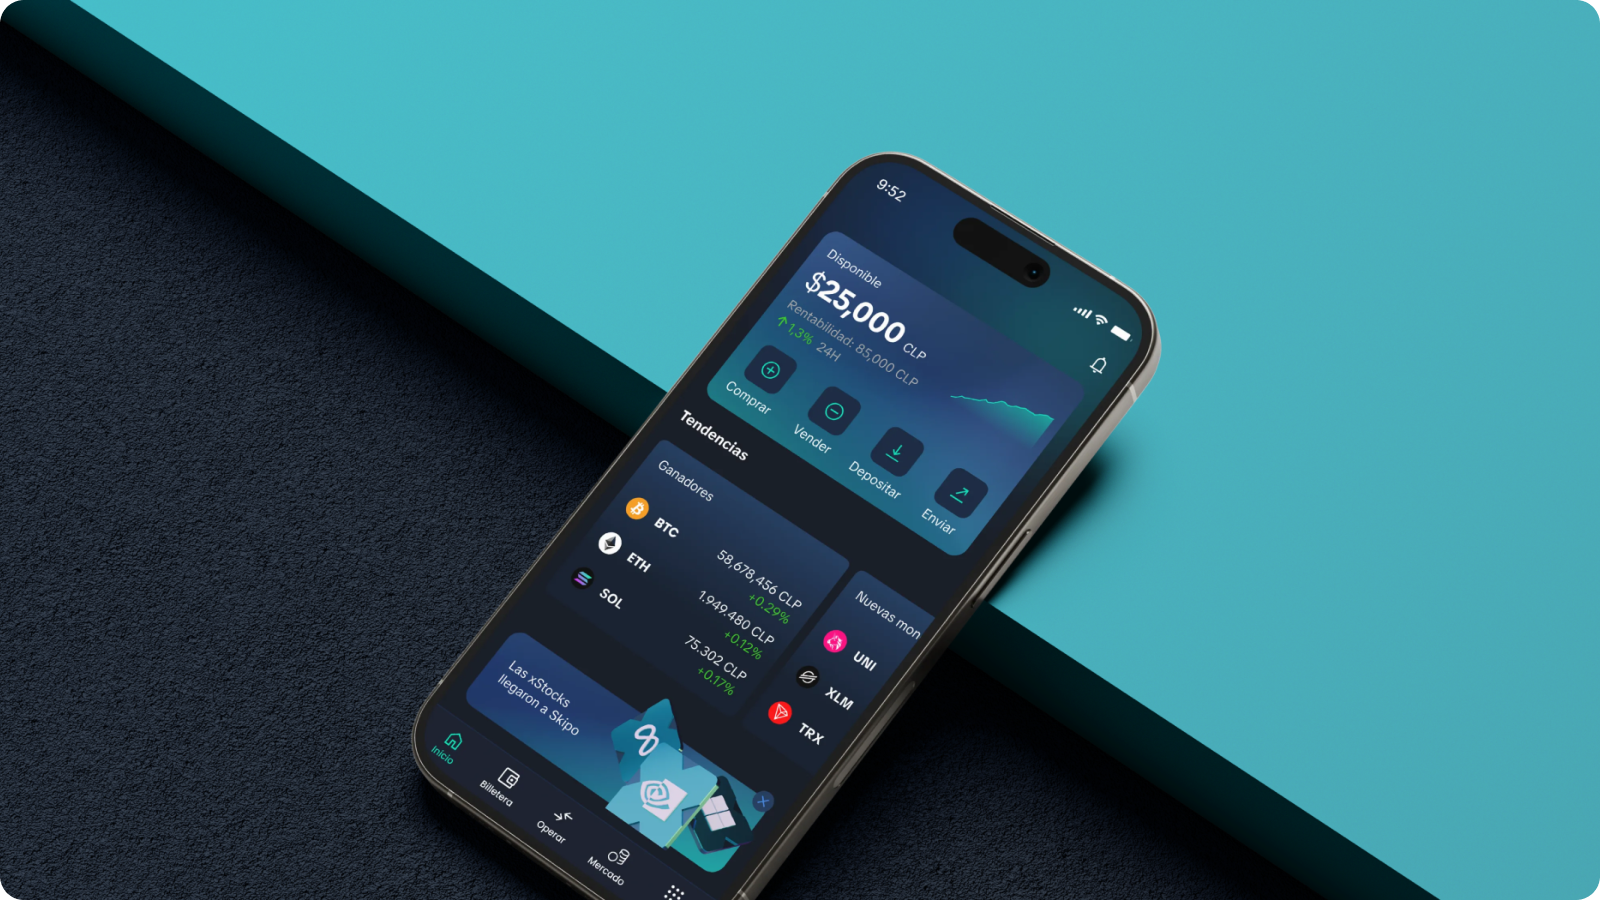 9:52
Disponible
$25,000 CLP
Rentabilidad: 85,000 CLP
1,3% 24H
Comprar
Vender
Depositar
Enviar
Tendencias
Ganadores
BTC
58,678,456 CLP
+0.29%
ETH
1.949.480 CLP
+0.12%
SOL
75.302 CLP
+0.17%
Nuevas mon
UNI
XLM
TRX
Las xStocks
llegaron a Skipo
Inicio
Billetera
Operar
Mercado